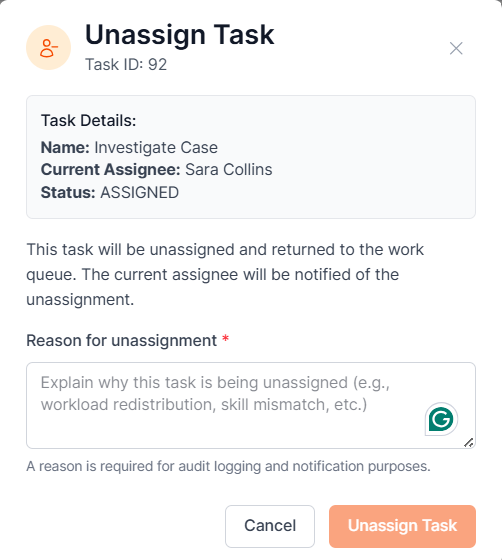 Unassign Task
Task ID: 92
Task Details:
Name: Investigate Case
Current Assignee: Sara Collins
Status: ASSIGNED
This task will be unassigned and returned to the work
queue. The current assignee will be notified of the
unassignment.
Reason for unassignment *
Explain why this task is being unassigned (e.g.,
workload redistribution, skill mismatch, etc.)
A reason is required for audit logging and notification purposes.
Cancel
Unassign Task